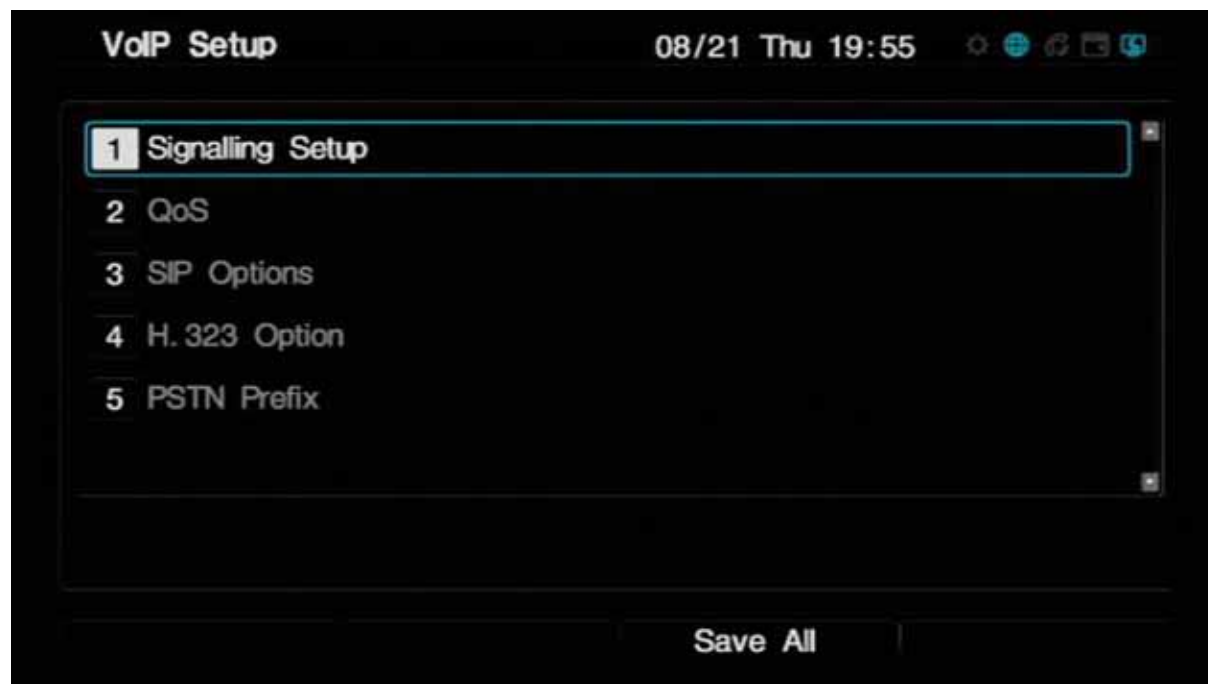 VoIP Setup 08/21 Thu 19:55
1 Signalling Setup
2 QoS
3 SIP Options
4 H.323 Option
5 PSTN Prefix
Save All